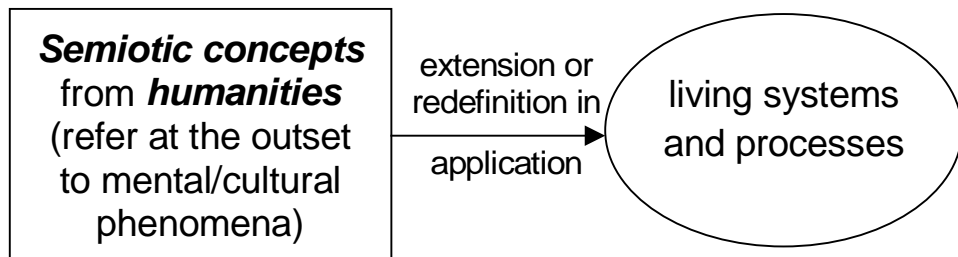 Semiotic concepts
from humanities
(refer at the outset
to mental/cultural
phenomena)
extension or
redefinition in
application
living systems
and processes